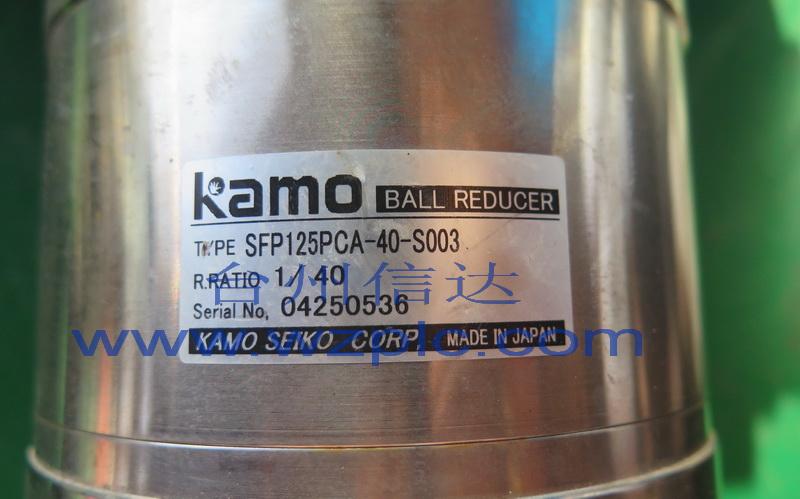 kamo BALL REDUCER
TYPE SFP125PCA-40-S003
R.RATIO 1/40
台州信达
Serial No, 04250536
www.wzplc.com
KAMO SEIKO CORP. MADE IN JAPAN